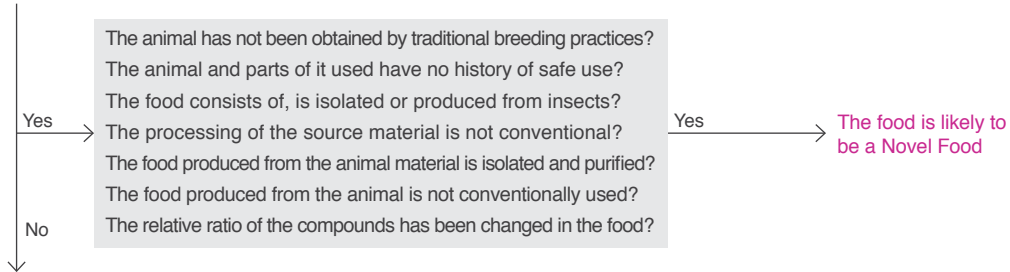 The animal has not been obtained by traditional breeding practices?
The animal and parts of it used have no history of safe use?
The food consists of, is isolated or produced from insects?
Yes
The processing of the source material is not conventional?
Yes
The food is likely to
be a Novel Food
The food produced from the animal material is isolated and purified?
The food produced from the animal is not conventionally used?
The relative ratio of the compounds has been changed in the food?
No